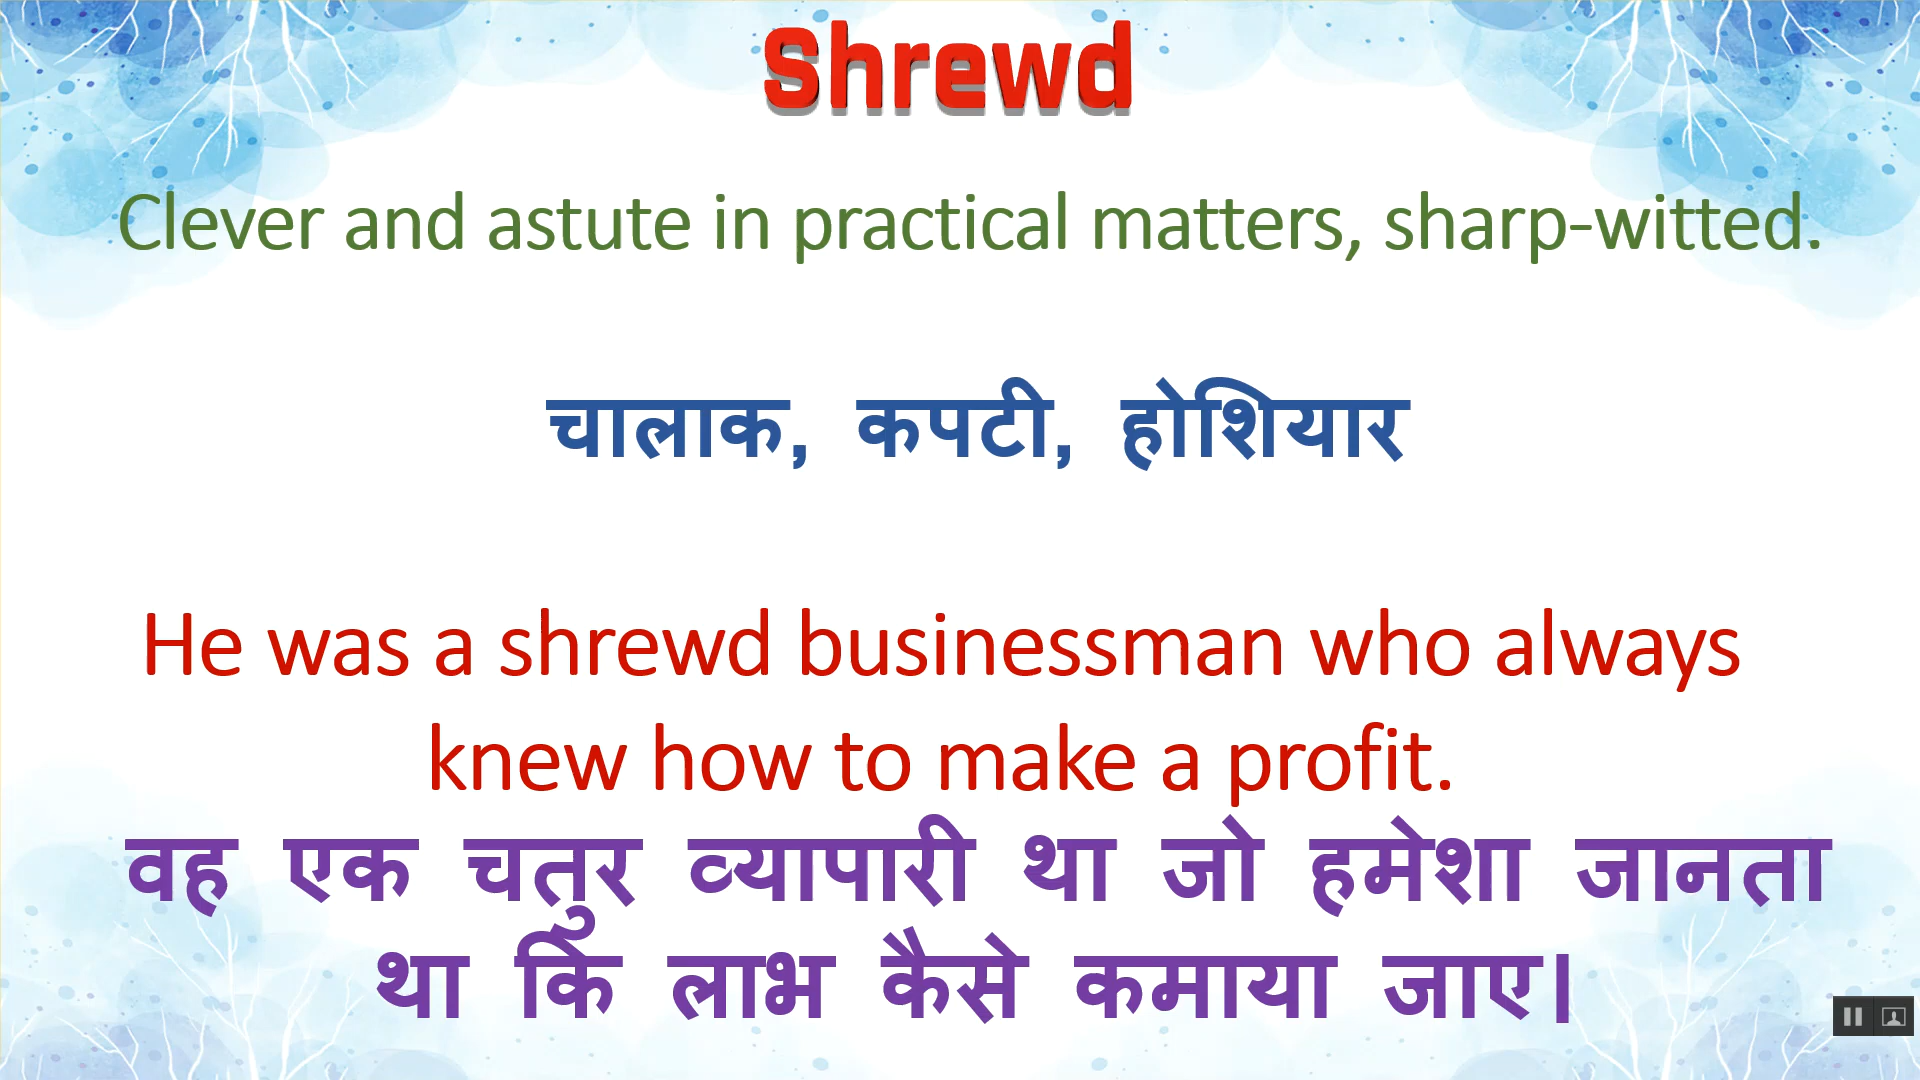 Shrewd
Clever and astute in practical matters, sharp-witted.
चालाक, कपटी, होशियार
He was a shrewd businessman who always
knew how to make a profit.
वह एक चतुर व्यापारी था जो हमेशा जानता
था कि लाभ कैसे कमाया जाए।